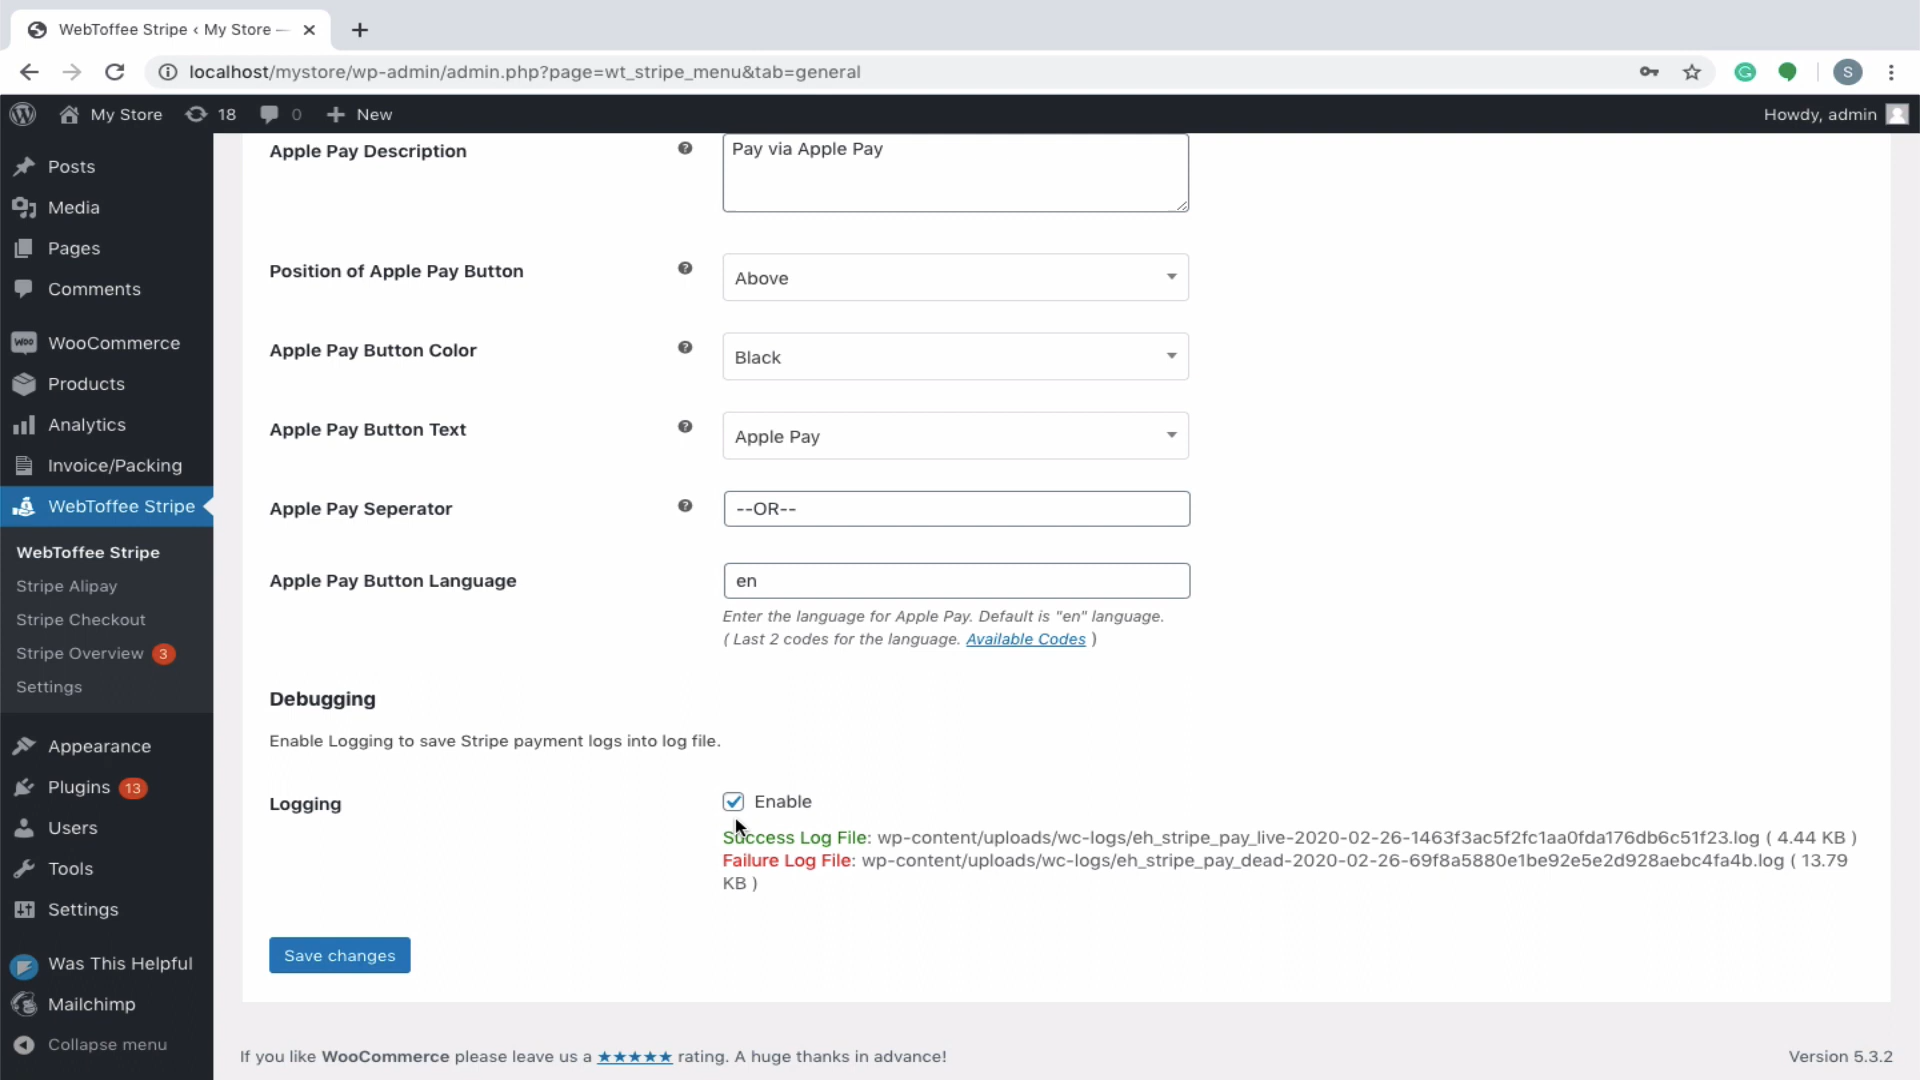 WebToffee Stripe ‹ My Store —
localhost/mystore/wp-admin/admin.php?page=wt_stripe_menu&tab=general
S
My Store 18 0 New Howdy, admin
Posts
Media
Pages
Comments
WooCommerce
Products
Analytics
Invoice/Packing
WebToffee Stripe
WebToffee Stripe
Stripe Alipay
Stripe Checkout
Stripe Overview 3
Settings
Appearance
Plugins 13
Users
Tools
Settings
Was This Helpful
Mailchimp
Collapse menu
Apple Pay Description
Pay via Apple Pay
Position of Apple Pay Button
Above
Apple Pay Button Color
Black
Apple Pay Button Text
Apple Pay
Apple Pay Seperator
--OR--
Apple Pay Button Language
en
Enter the language for Apple Pay. Default is "en" language.
( Last 2 codes for the language. Available Codes )
Debugging
Enable Logging to save Stripe payment logs into log file.
Logging
Enable
Success Log File: wp-content/uploads/wc-logs/eh_stripe_pay_live-2020-02-26-1463f3ac5f2fc1aa0fda176db6c51f23.log ( 4.44 KB )
Failure Log File: wp-content/uploads/wc-logs/eh_stripe_pay_dead-2020-02-26-69f8a5880e1be92e5e2d928aebc4fa4b.log ( 13.79
KB )
Save changes
If you like WooCommerce please leave us a ★★★★★ rating. A huge thanks in advance!
Version 5.3.2